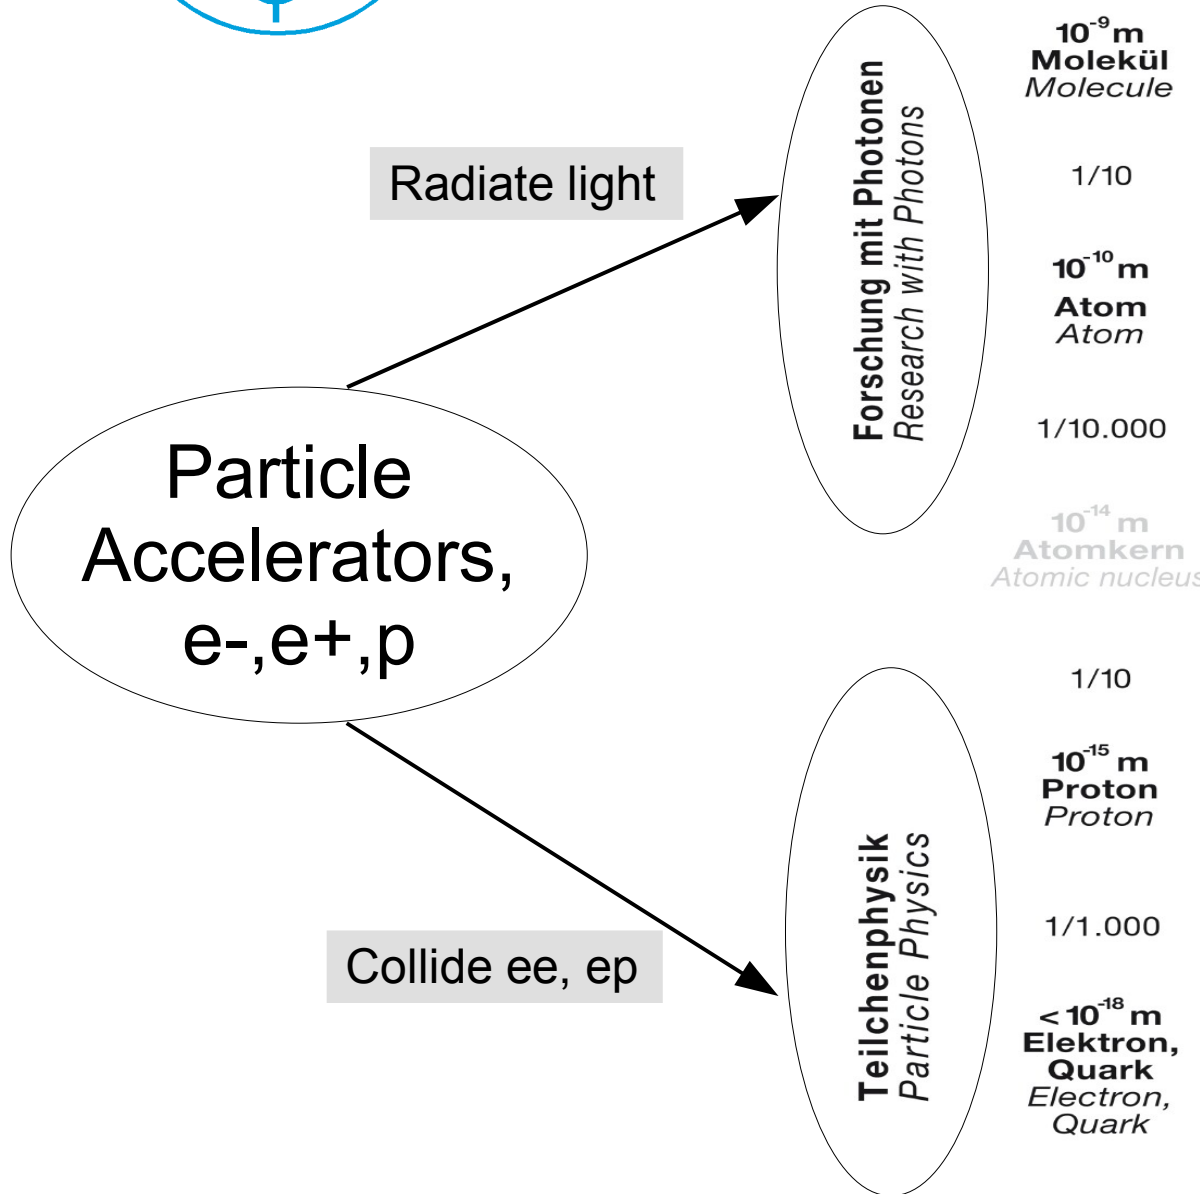 Radiate light
Particle
Accelerators,
e-,e+,p
Collide ee, ep
Forschung mit Photonen
Research with Photons
Teilchenphysik
Particle Physics
10⁻⁹ m
Molekül
Molecule
1/10
10⁻¹⁰ m
Atom
Atom
1/10.000
10⁻¹⁴ m
Atomkern
Atomic nucleus
1/10
10⁻¹⁵ m
Proton
Proton
1/1.000
< 10⁻¹⁸ m
Elektron,
Quark
Electron,
Quark